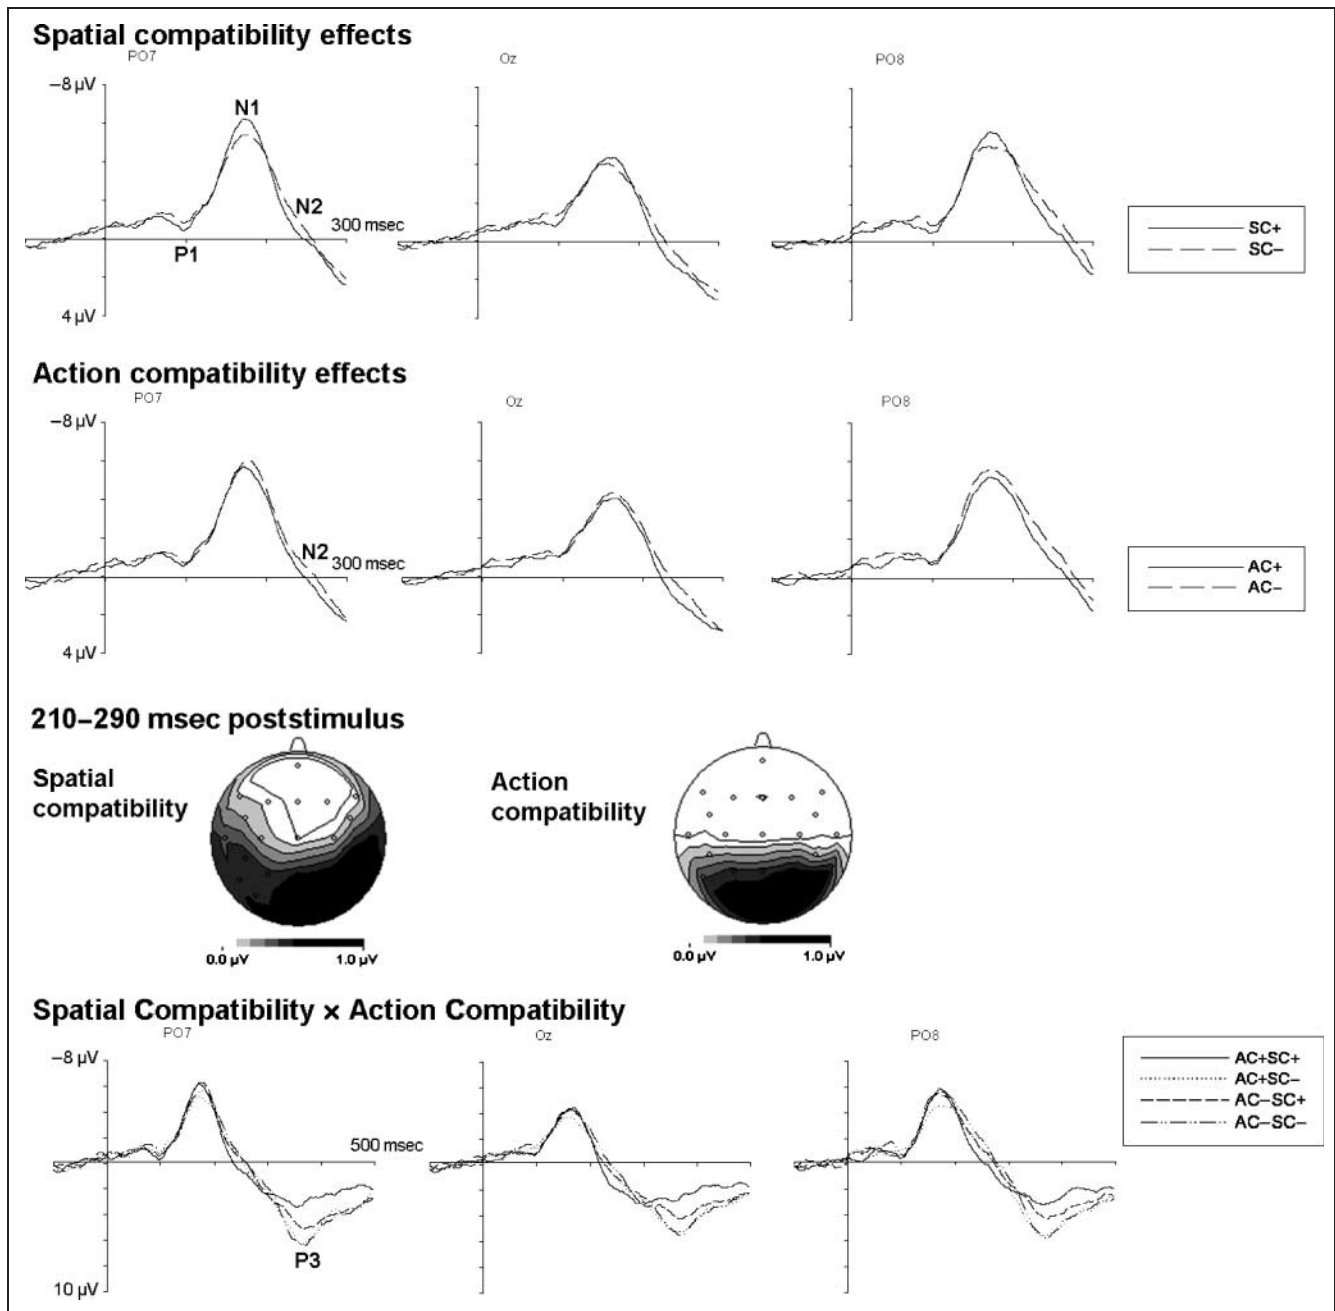 Spatial compatibility effects
PO7 Oz PO8
−8 µV
N1
N2
300 msec
P1
4 µV
SC+
SC−
Action compatibility effects
PO7 Oz PO8
−8 µV
N2
300 msec
4 µV
AC+
AC−
210–290 msec poststimulus
Spatial
compatibility
Action
compatibility
0.0 µV 1.0 µV
0.0 µV 1.0 µV
Spatial Compatibility × Action Compatibility
PO7 Oz PO8
−8 µV
500 msec
P3
10 µV
AC+SC+
AC+SC−
AC−SC+
AC−SC−